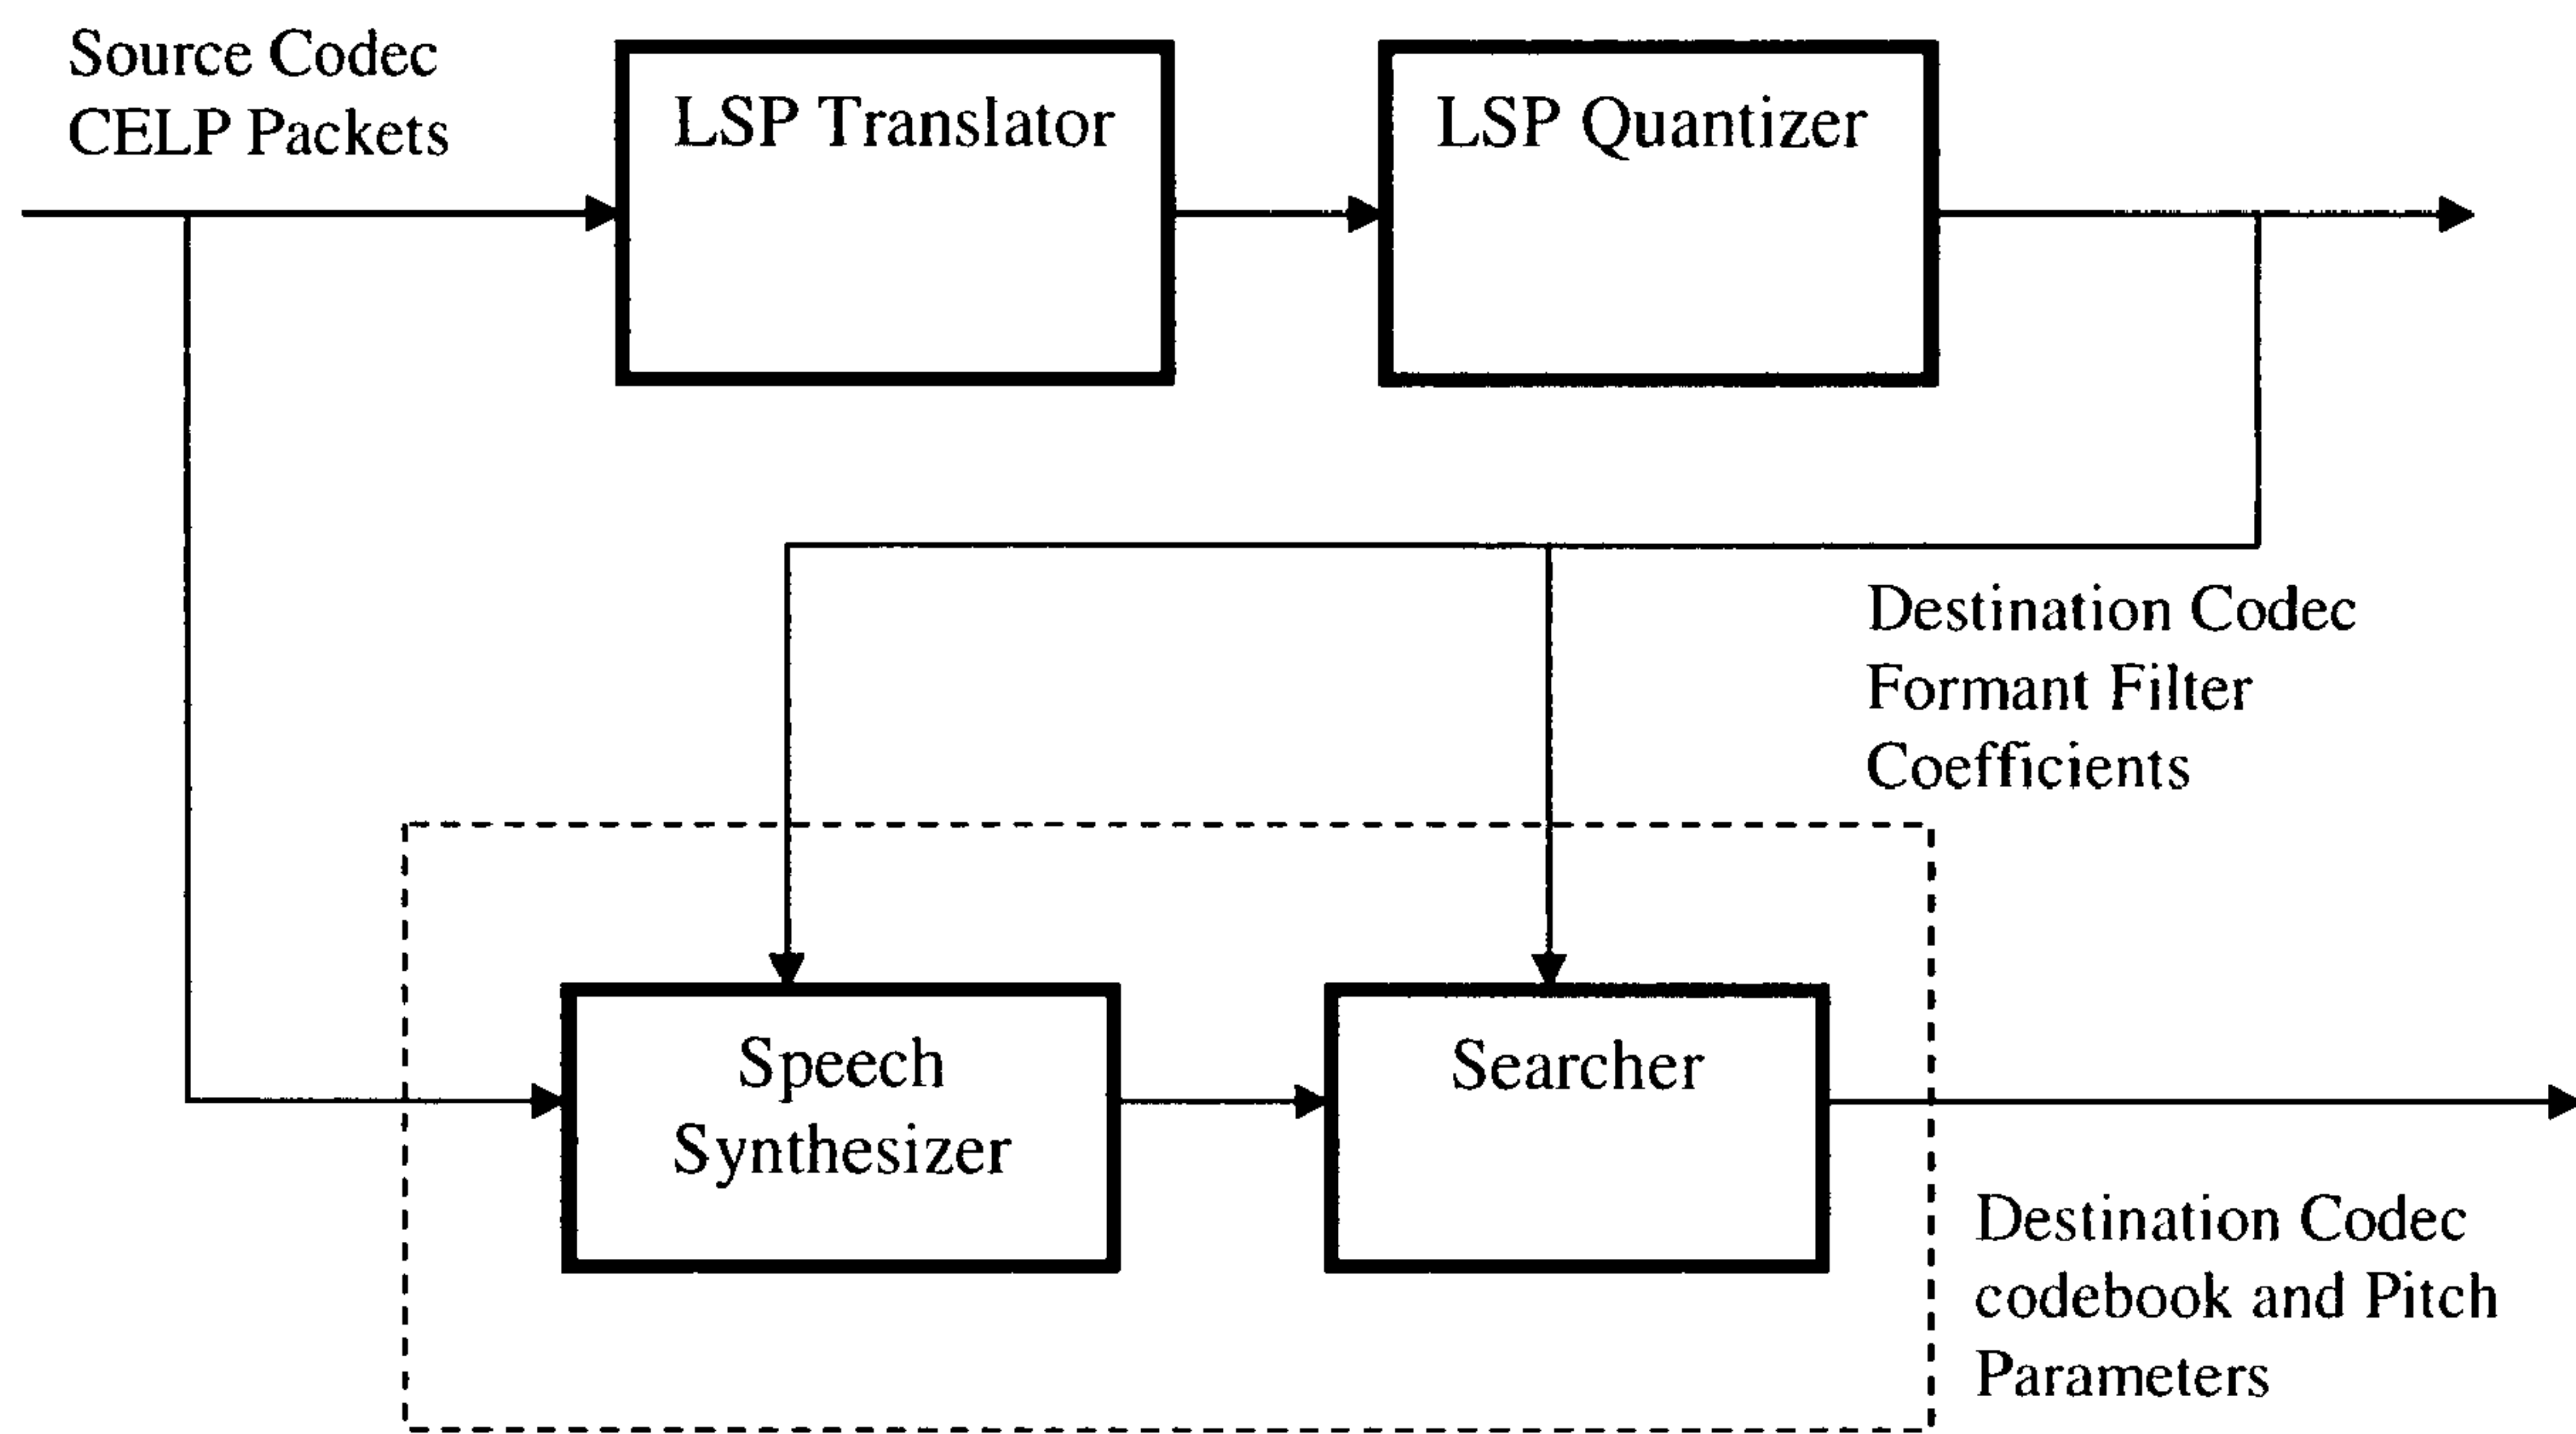 Source Codec
CELP Packets
LSP Translator
LSP Quantizer
Destination Codec
Formant Filter
Coefficients
Speech
Synthesizer
Searcher
Destination Codec
codebook and Pitch
Parameters